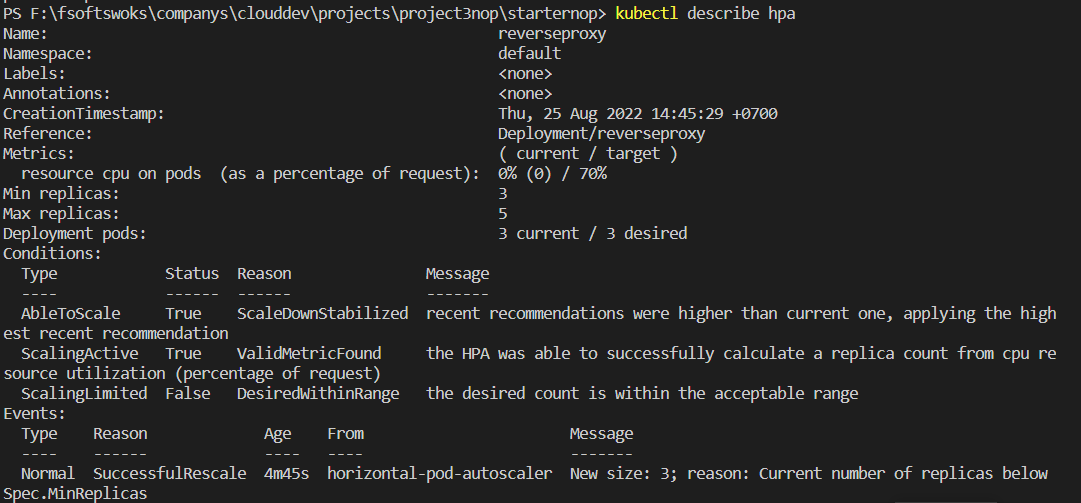 PS F:\fsoftswoks\companys\clouddev\projects\project3nop\starternop> kubectl describe hpa
Name:                                                  reverseproxy
Namespace:                                             default
Labels:                                                <none>
Annotations:                                           <none>
CreationTimestamp:                                     Thu, 25 Aug 2022 14:45:29 +0700
Reference:                                             Deployment/reverseproxy
Metrics:                                               ( current / target )
  resource cpu on pods  (as a percentage of request):  0% (0) / 70%
Min replicas:                                          3
Max replicas:                                          5
Deployment pods:                                       3 current / 3 desired
Conditions:
  Type            Status  Reason               Message
  ----            ------  ------               -------
  AbleToScale     True    ScaleDownStabilized  recent recommendations were higher than current one, applying the high
est recent recommendation
  ScalingActive   True    ValidMetricFound     the HPA was able to successfully calculate a replica count from cpu re
source utilization (percentage of request)
  ScalingLimited  False   DesiredWithinRange   the desired count is within the acceptable range
Events:
  Type    Reason             Age    From                       Message
  ----    ------             ----   ----                       -------
  Normal  SuccessfulRescale  4m45s  horizontal-pod-autoscaler  New size: 3; reason: Current number of replicas below
Spec.MinReplicas